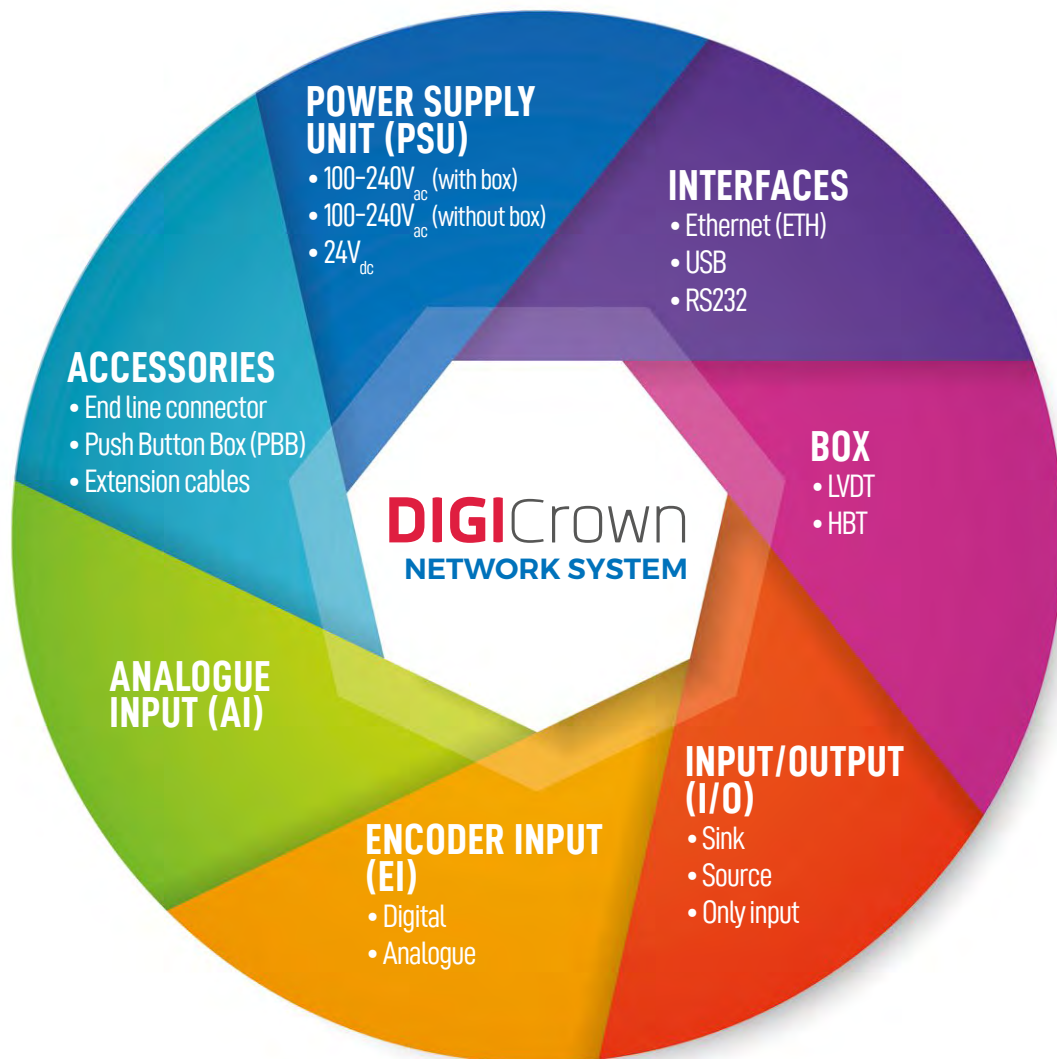 POWER SUPPLY
UNIT (PSU)
• 100-240Vac (with box)
• 100-240Vac (without box)
• 24Vdc
INTERFACES
• Ethernet (ETH)
• USB
• RS232
BOX
• LVDT
• HBT
INPUT/OUTPUT
(I/O)
• Sink
• Source
• Only input
ENCODER INPUT
(EI)
• Digital
• Analogue
ANALOGUE
INPUT (AI)
ACCESSORIES
• End line connector
• Push Button Box (PBB)
• Extension cables
DIGICrown
NETWORK SYSTEM